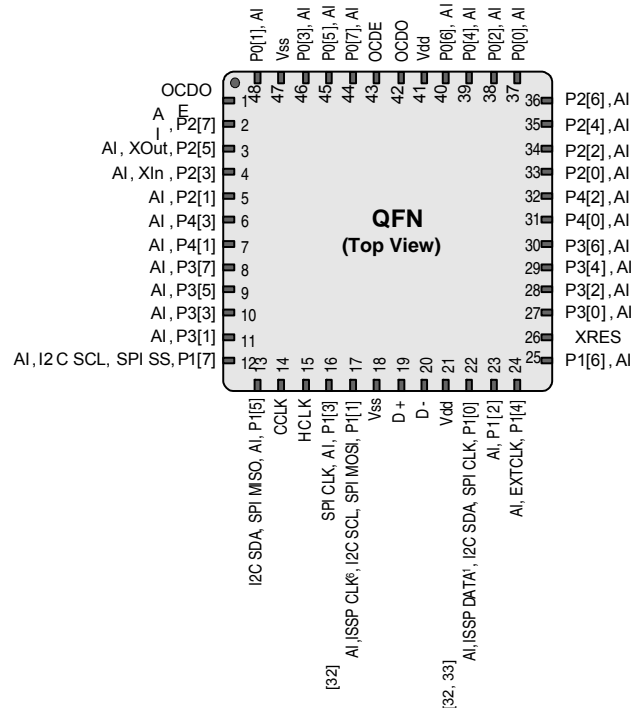 P0[1], AI
Vss
P0[3], AI
P0[5], AI
P0[7], AI
OCDE
OCDO
Vdd
P0[6], AI
P0[4], AI
P0[2], AI
P0[0], AI
48
47
46
45
44
43
42
41
40
39
38
37
OCDO
E
1
A
I , P2[7] 2
AI , XOut, P2[5] 3
AI , XIn , P2[3] 4
AI , P2[1] 5
AI , P4[3] 6
AI , P4[1] 7
AI , P3[7] 8
AI , P3[5] 9
AI , P3[3] 10
AI , P3[1] 11
AI , I2 C SCL, SPI SS, P1[7] 12
QFN
(Top View)
36 P2[6] , AI
35 P2[4] , AI
34 P2[2] , AI
33 P2[0] , AI
32 P4[2] , AI
31 P4[0] , AI
30 P3[6] , AI
29 P3[4] , AI
28 P3[2] , AI
27 P3[0] , AI
26 XRES
25 P1[6] , AI
13
14
15
16
17
18
19
20
21
22
23
24
I2C SDA, SPI MISO, AI, P1[5]
CCLK
HCLK
SPI CLK, AI, P1[3]
AI,ISSP CLK⁶, I2C SCL, SPI MOSI, P1[1]
Vss
D +
D -
Vdd
AI,ISSP DATA¹, I2C SDA, SPI CLK, P1[0]
AI, P1[2]
AI, EXTCLK, P1[4]
[32]
[32, 33]